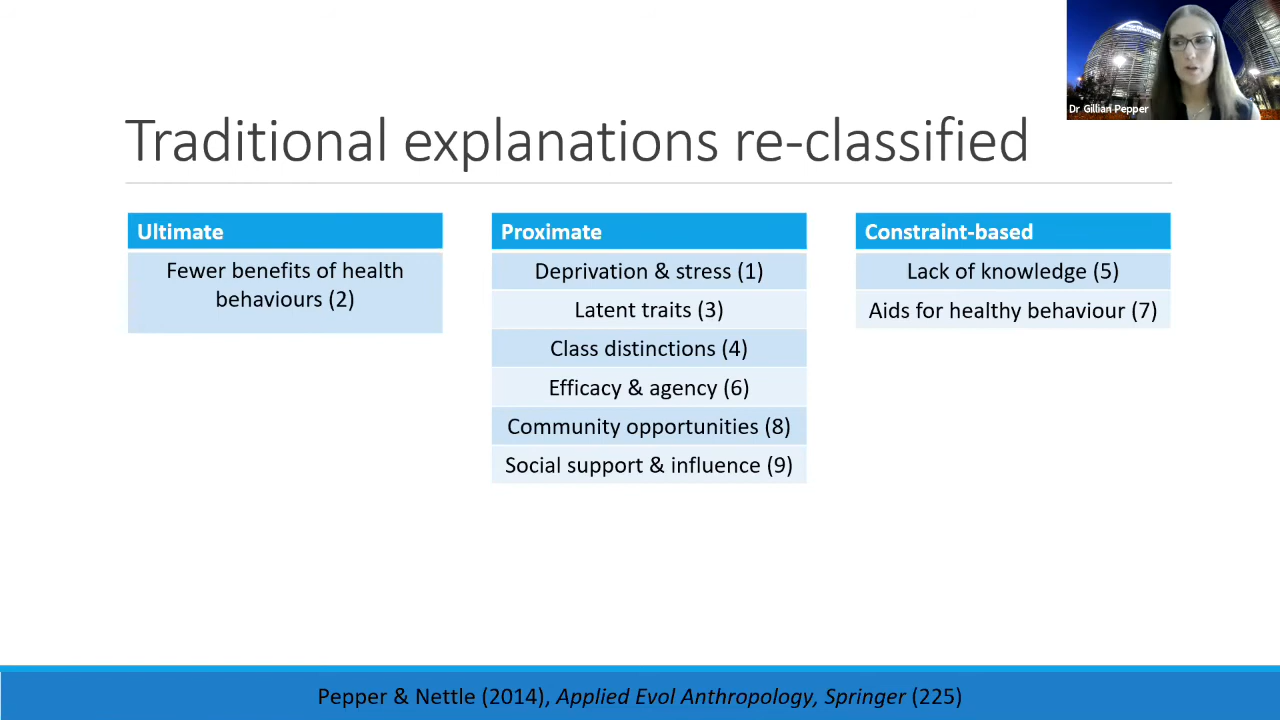 Dr Gillian Pepper
Traditional explanations re-classified
Ultimate
Fewer benefits of health
behaviours (2)
Proximate
Deprivation & stress (1)
Latent traits (3)
Class distinctions (4)
Efficacy & agency (6)
Community opportunities (8)
Social support & influence (9)
Constraint-based
Lack of knowledge (5)
Aids for healthy behaviour (7)
Pepper & Nettle (2014), Applied Evol Anthropology, Springer (225)